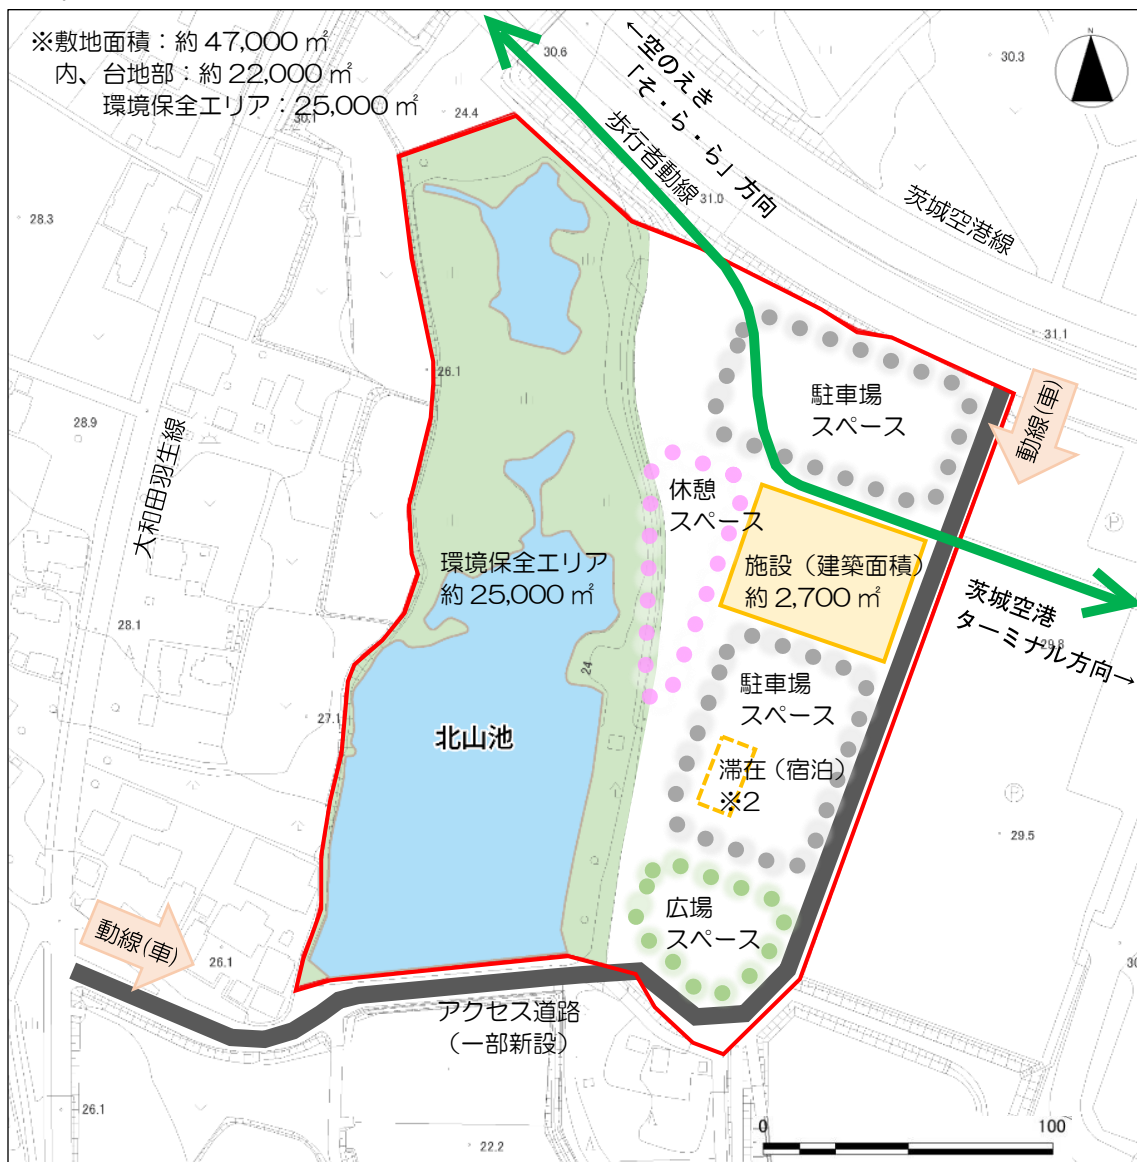 ※敷地面積：約 47,000 ㎡
内、台地部：約 22,000 ㎡
環境保全エリア：25,000 ㎡
N
30.6
30.3
←空のえき
「そ・ら・ら」方向
歩行者動線
24.4
30.1
31.0
茨城空港線
28.3
31.1
26.1
駐車場
スペース
動線(車)
28.9
大和田羽生線
休憩
スペース
環境保全エリア
約 25,000 ㎡
施設（建築面積）
約 2,700 ㎡
茨城空港
ターミナル方向→
29.8
28.1
24
駐車場
スペース
27.1
北山池
滞在（宿泊）
※2
29.5
広場
スペース
動線(車)
26.1
30
アクセス道路
（一部新設）
26.1
22.2
0
100